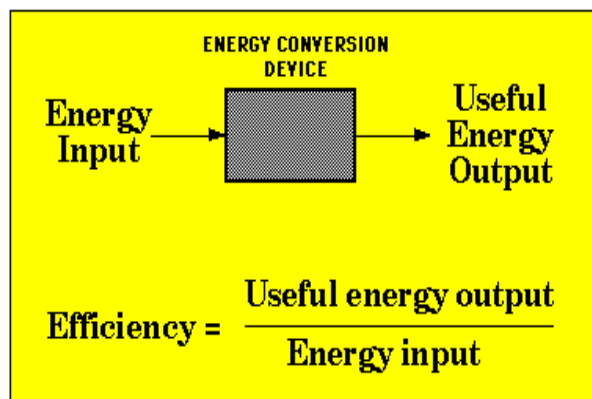 ENERGY CONVERSION
DEVICE
Energy
Input
Useful
Energy
Output
Efficiency = Useful energy output
Energy input